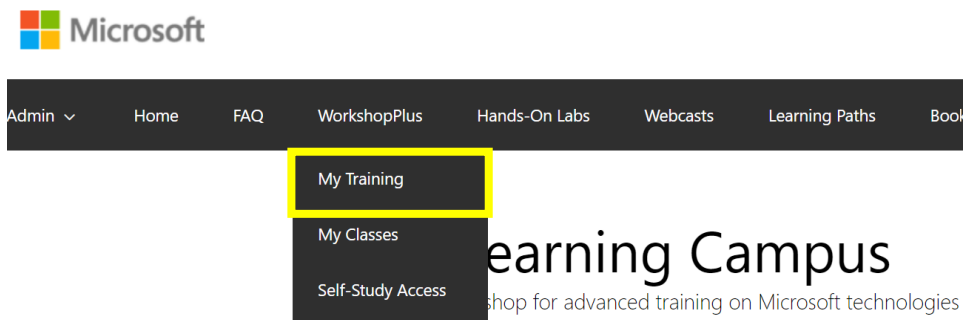 Microsoft
Admin Home FAQ WorkshopPlus Hands-On Labs Webcasts Learning Paths Book
My Training
My Classes
earning Campus
Self-Study Access
shop for advanced training on Microsoft technologies